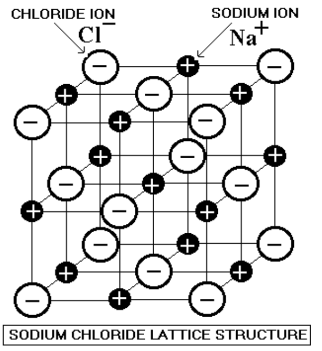 CHLORIDE ION
Cl⁻
SODIUM ION
Na⁺
SODIUM CHLORIDE LATTICE STRUCTURE